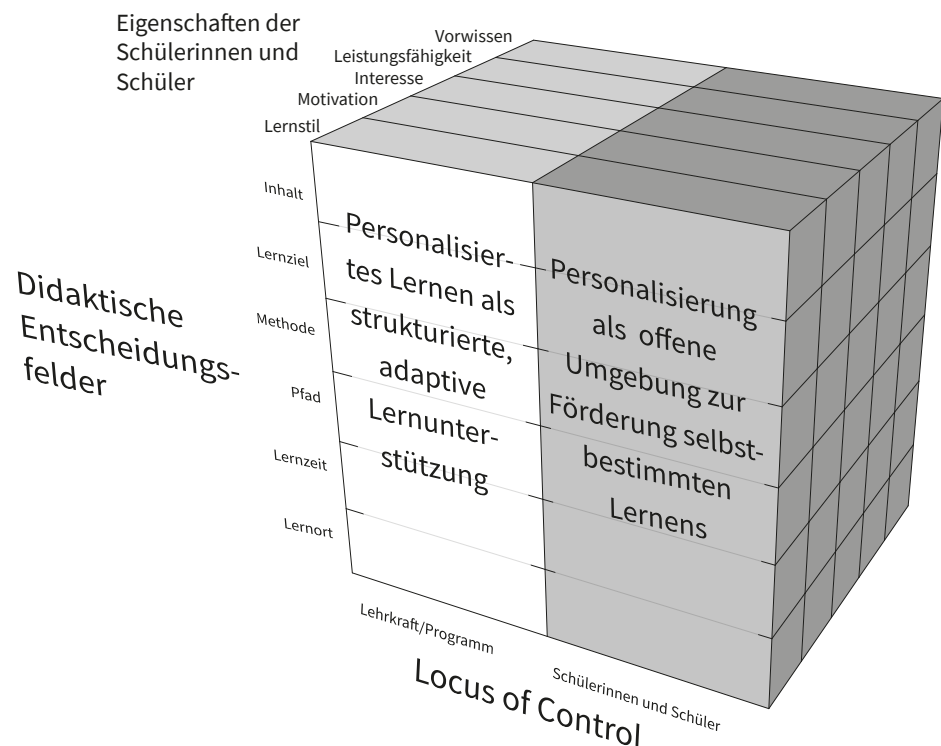 Eigenschaften der
Schülerinnen und
Schüler
Vorwissen
Leistungsfähigkeit
Interesse
Motivation
Lernstil
Inhalt
Lernziel
Methode
Pfad
Lernzeit
Lernort
Didaktische
Entscheidungs-
felder
Personalisier-
tes Lernen als
strukturierte,
adaptive
Lernunter-
stützung
Personalisierung
als offene
Umgebung zur
Förderung selbst-
bestimmten
Lernens
Lehrkraft/Programm
Schülerinnen und Schüler
Locus of Control